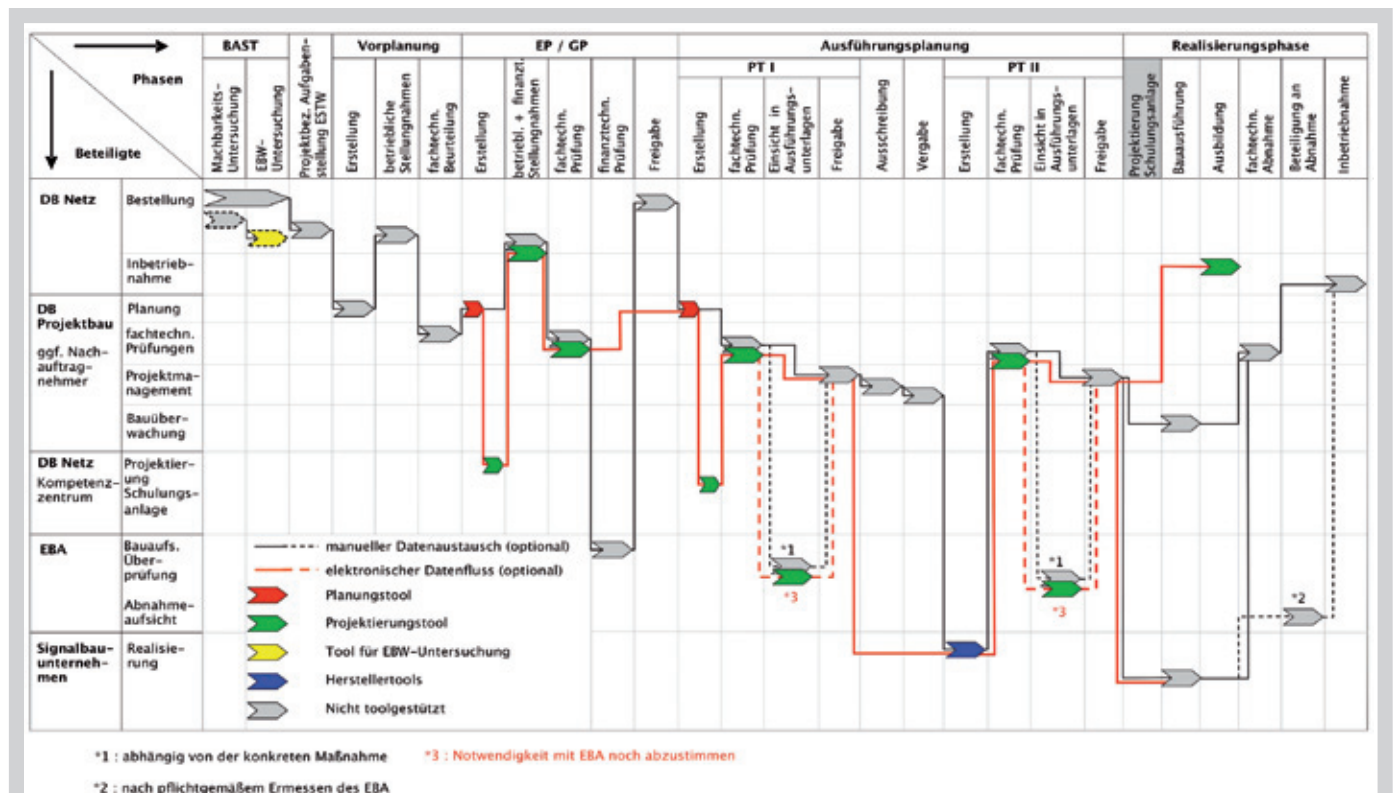 Phasen
Beteiligte
BAST
Vorplanung
EP / GP
Ausführungsplanung
Realisierungsphase
PT I
PT II
Machbarkeits-
Untersuchung
EBW-
Untersuchung
Projektbez. Aufgaben-
stellung ESTW
Erstellung
betriebliche
Stellungnahmen
fachtechn.
Beurteilung
Erstellung
betriebl. + finanzt.
Stellungnahmen
fachtechn.
Prüfung
finanztechn.
Prüfung
Freigabe
Erstellung
fachtechn.
Prüfung
Einsicht in
Ausführungs-
unterlagen
Freigabe
Ausschreibung
Vergabe
Erstellung
fachtechn.
Prüfung
Einsicht in
Ausführungs-
unterlagen
Freigabe
Projektierung
Schulungsanlage
Bauausführung
Ausbildung
fachtechn.
Abnahme
Beteiligung an
Abnahme
Inbetriebnahme
DB Netz
Bestellung
Inbetrieb-
nahme
DB
Projektbau
ggf. Nach-
auftrag-
nehmer
Planung
fachtechn.
Prüfungen
Projektma-
nagement
Bauüber-
wachung
DB Netz
Kompetenz-
zentrum
Projektier-
ung
Schulungs-
anlage
EBA
Bauaufs.
Über-
prüfung
Abnahme-
aufsicht
Signalbau-
unterneh-
men
Realisie-
rung
manueller Datenaustausch (optional)
elektronischer Datenfluss (optional)
Planungstool
Projektierungstool
Tool für EBW-Untersuchung
Herstellertools
Nicht toolgestützt
*1
*3
*1
*3
*2
*1 : abhängig von der konkreten Maßnahme
*3 : Notwendigkeit mit EBA noch abzustimmen
*2 : nach pflichtgemäßem Ermessen des EBA